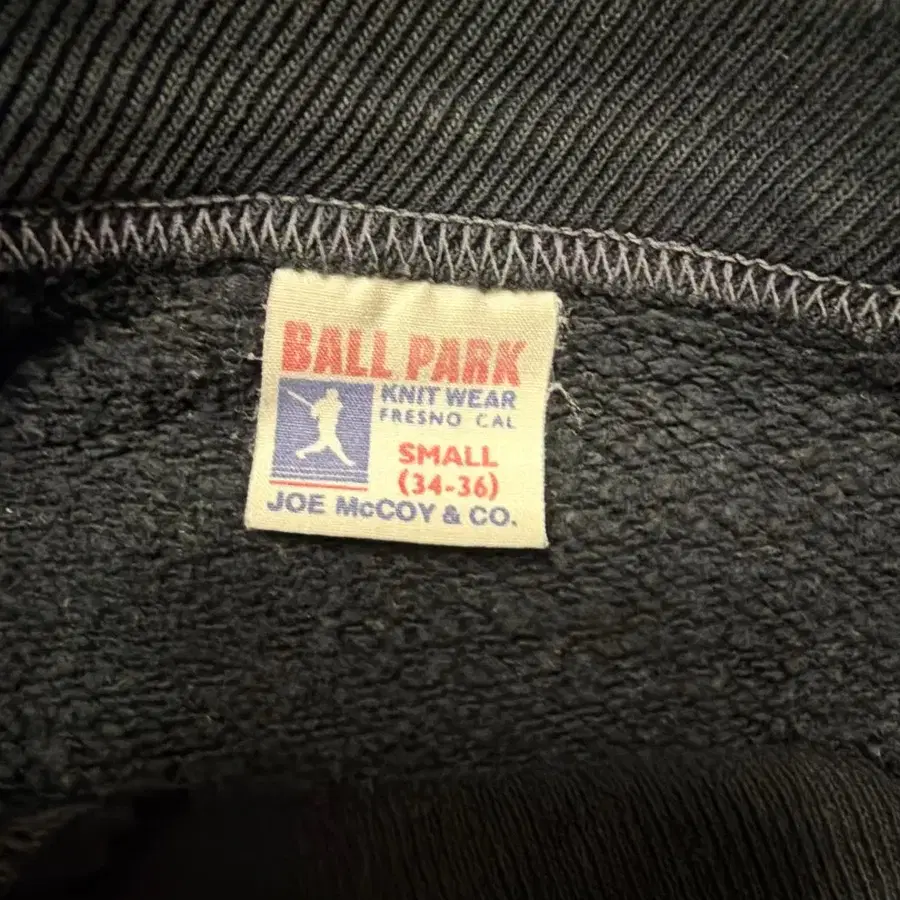 BALL PARK
KNIT WEAR
FRESNO CAL
SMALL
(34-36)
JOE McCOY & CO.